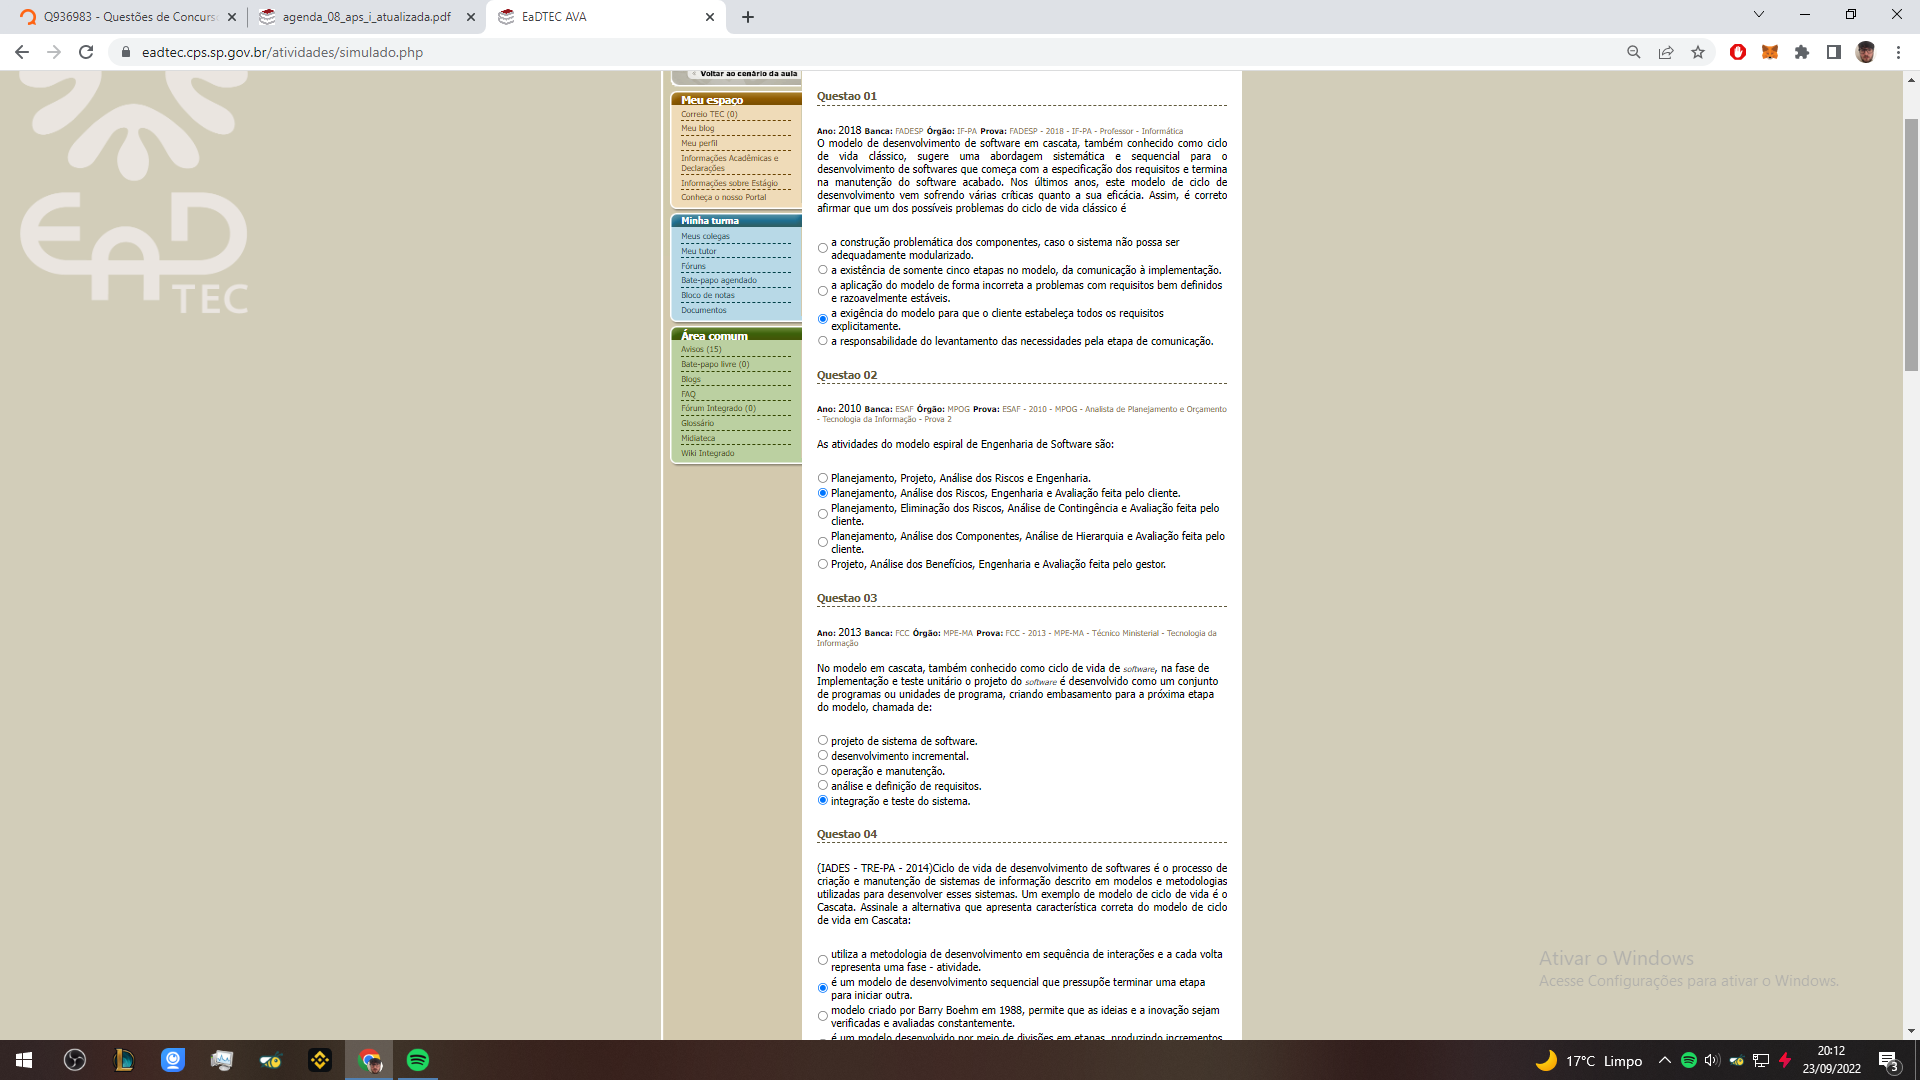 Q936983 - Questões de Concurs
agenda_08_aps_i_atualizada.pdf
EaDTEC AVA
eadtec.cps.sp.gov.br/atividades/simulado.php
EAD
TEC
« Voltar ao cenário da aula
Meu espaço
Correio TEC (0)
Meu blog
Meu perfil
Informações Acadêmicas e
Declarações
Informações sobre Estágio
Conheça o nosso Portal
Minha turma
Meus colegas
Meu tutor
Fóruns
Bate-papo agendado
Bloco de notas
Documentos
Área comum
Avisos (15)
Bate-papo livre (0)
Blogs
FAQ
Fórum Integrado (0)
Glossário
Midiateca
Wiki Integrado
Questao 01
Ano: 2018 Banca: FADESP Órgão: IF-PA Prova: FADESP - 2018 - IF-PA - Professor - Informática
O modelo de desenvolvimento de software em cascata, também conhecido como ciclo
de vida clássico, sugere uma abordagem sistemática e sequencial para o
desenvolvimento de softwares que começa com a especificação dos requisitos e termina
na manutenção do software acabado. Nos últimos anos, este modelo de ciclo de
desenvolvimento vem sofrendo várias críticas quanto a sua eficácia. Assim, é correto
afirmar que um dos possíveis problemas do ciclo de vida clássico é
a construção problemática dos componentes, caso o sistema não possa ser
adequadamente modularizado.
a existência de somente cinco etapas no modelo, da comunicação à implementação.
a aplicação do modelo de forma incorreta a problemas com requisitos bem definidos
e razoavelmente estáveis.
a exigência do modelo para que o cliente estabeleça todos os requisitos
explicitamente.
a responsabilidade do levantamento das necessidades pela etapa de comunicação.
Questao 02
Ano: 2010 Banca: ESAF Órgão: MPOG Prova: ESAF - 2010 - MPOG - Analista de Planejamento e Orçamento
- Tecnologia da Informação - Prova 2
As atividades do modelo espiral de Engenharia de Software são:
Planejamento, Projeto, Análise dos Riscos e Engenharia.
Planejamento, Análise dos Riscos, Engenharia e Avaliação feita pelo cliente.
Planejamento, Eliminação dos Riscos, Análise de Contingência e Avaliação feita pelo
cliente.
Planejamento, Análise dos Componentes, Análise de Hierarquia e Avaliação feita pelo
cliente.
Projeto, Análise dos Benefícios, Engenharia e Avaliação feita pelo gestor.
Questao 03
Ano: 2013 Banca: FCC Órgão: MPE-MA Prova: FCC - 2013 - MPE-MA - Técnico Ministerial - Tecnologia da
Informação
No modelo em cascata, também conhecido como ciclo de vida de software, na fase de
Implementação e teste unitário o projeto do software é desenvolvido como um conjunto
de programas ou unidades de programa, criando embasamento para a próxima etapa
do modelo, chamada de:
projeto de sistema de software.
desenvolvimento incremental.
operação e manutenção.
análise e definição de requisitos.
integração e teste do sistema.
Questao 04
(IADES - TRE-PA - 2014)Ciclo de vida de desenvolvimento de softwares é o processo de
criação e manutenção de sistemas de informação descrito em modelos e metodologias
utilizadas para desenvolver esses sistemas. Um exemplo de modelo de ciclo de vida é o
Cascata. Assinale a alternativa que apresenta característica correta do modelo de ciclo
de vida em Cascata:
utiliza a metodologia de desenvolvimento em sequência de interações e a cada volta
representa uma fase - atividade.
é um modelo de desenvolvimento sequencial que pressupõe terminar uma etapa
para iniciar outra.
modelo criado por Barry Boehm em 1988, permite que as ideias e a inovação sejam
verificadas e avaliadas constantemente.
é um modelo desenvolvido por meio de divisões em etapas, produzindo incrementos
Ativar o Windows
Acesse Configurações para ativar o Windows.
17°C Limpo
20:12
23/09/2022
3